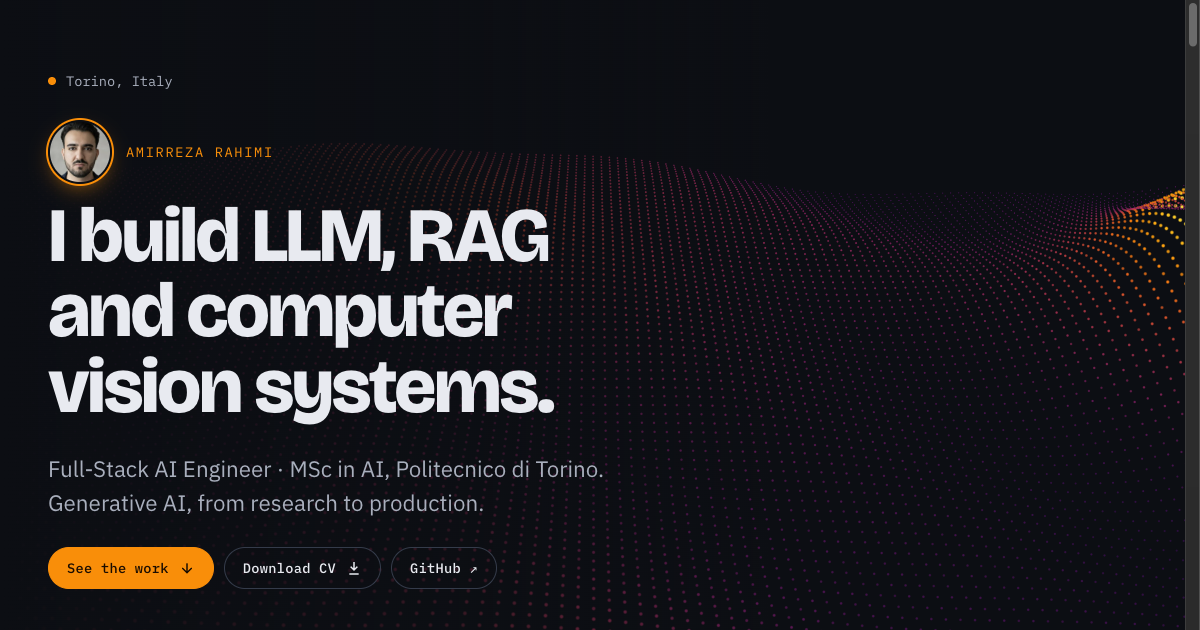 Torino, Italy
AMIRREZA RAHIMI
I build LLM, RAG
and computer
vision systems.
Full-Stack AI Engineer · MSc in AI, Politecnico di Torino.
Generative AI, from research to production.
See the work ↓
Download CV
GitHub ↗